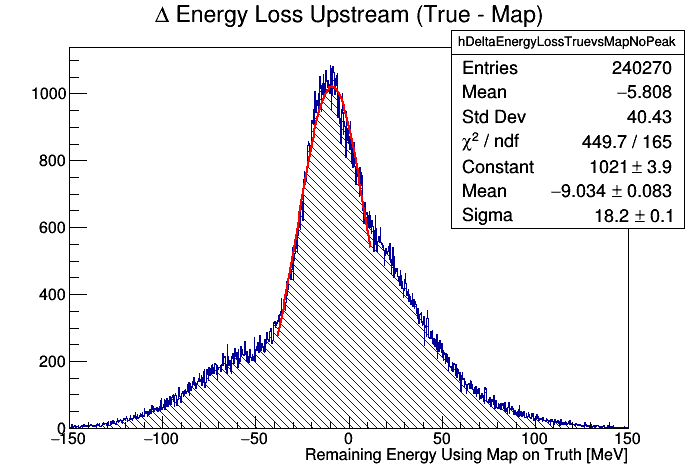 Δ Energy Loss Upstream (True - Map)
hDeltaEnergyLossTruevsMapNoPeak
Entries 240270
Mean −5.808
Std Dev 40.43
χ² / ndf 449.7 / 165
Constant 1021 ± 3.9
Mean −9.034 ± 0.083
Sigma 18.2 ± 0.1
1000
800
600
400
200
0
−150 −100 −50 0 50 100 150
Remaining Energy Using Map on Truth [MeV]